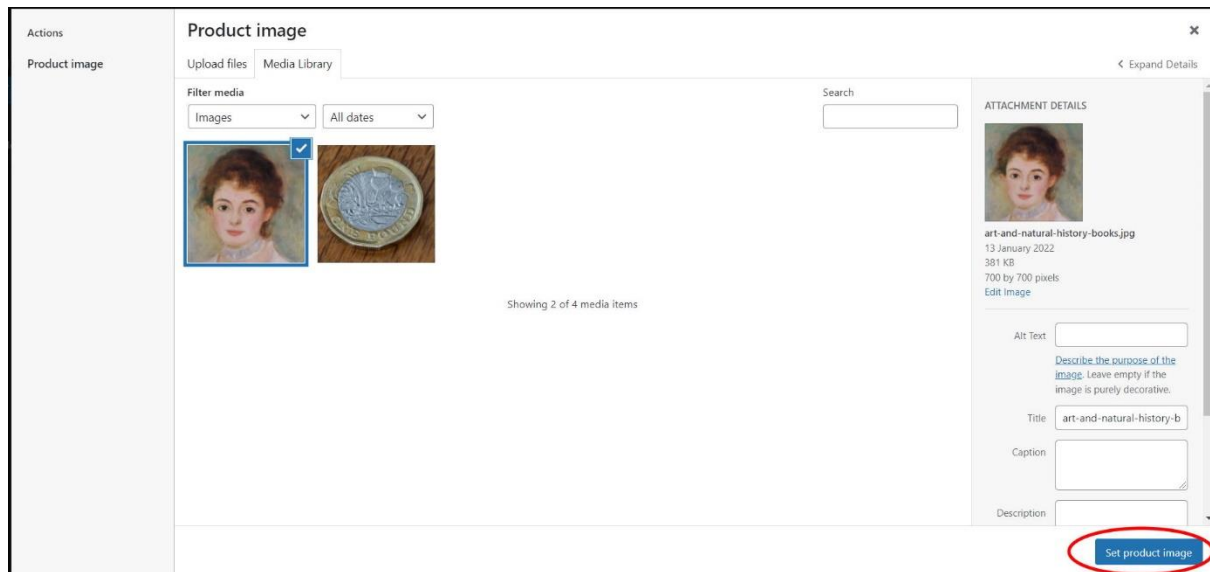 Actions
Product image
Product image
Upload files
Media Library
Expand Details
Filter media
Images
All dates
Search
ONE POUND
Showing 2 of 4 media items
ATTACHMENT DETAILS
art-and-natural-history-books.jpg
13 January 2022
381 KB
700 by 700 pixels
Edit Image
Alt Text
Describe the purpose of the
image. Leave empty if the
image is purely decorative.
Title
art-and-natural-history-b
Caption
Description
Set product image